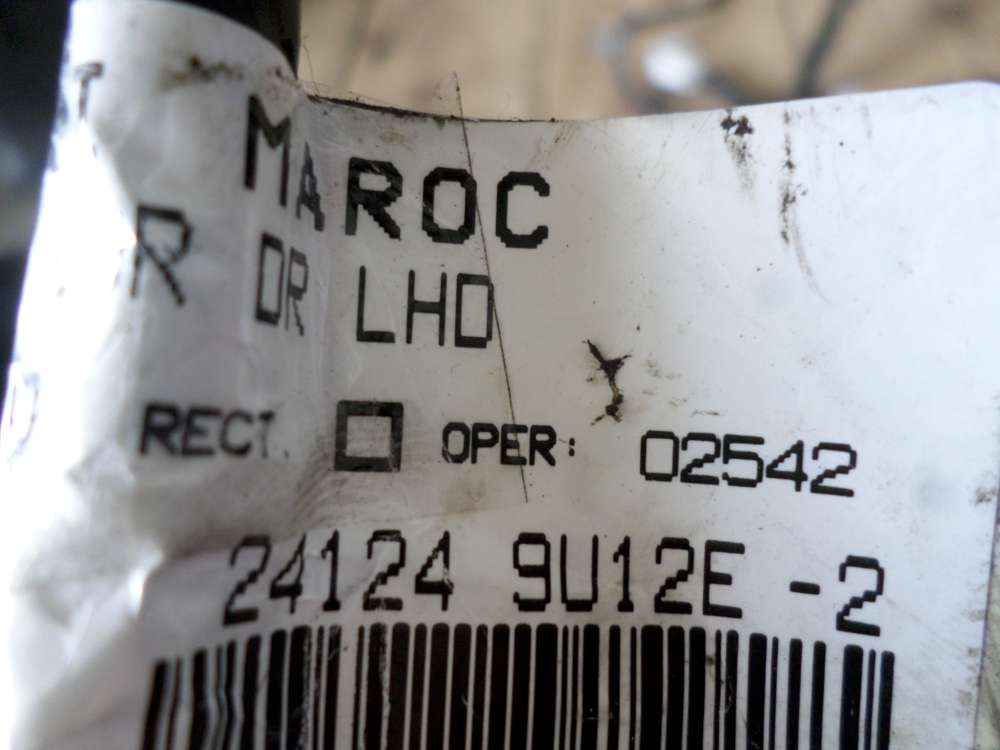 T MAROC
R DR LHD
RECT. OPER: 02542
24124 9U12E -2